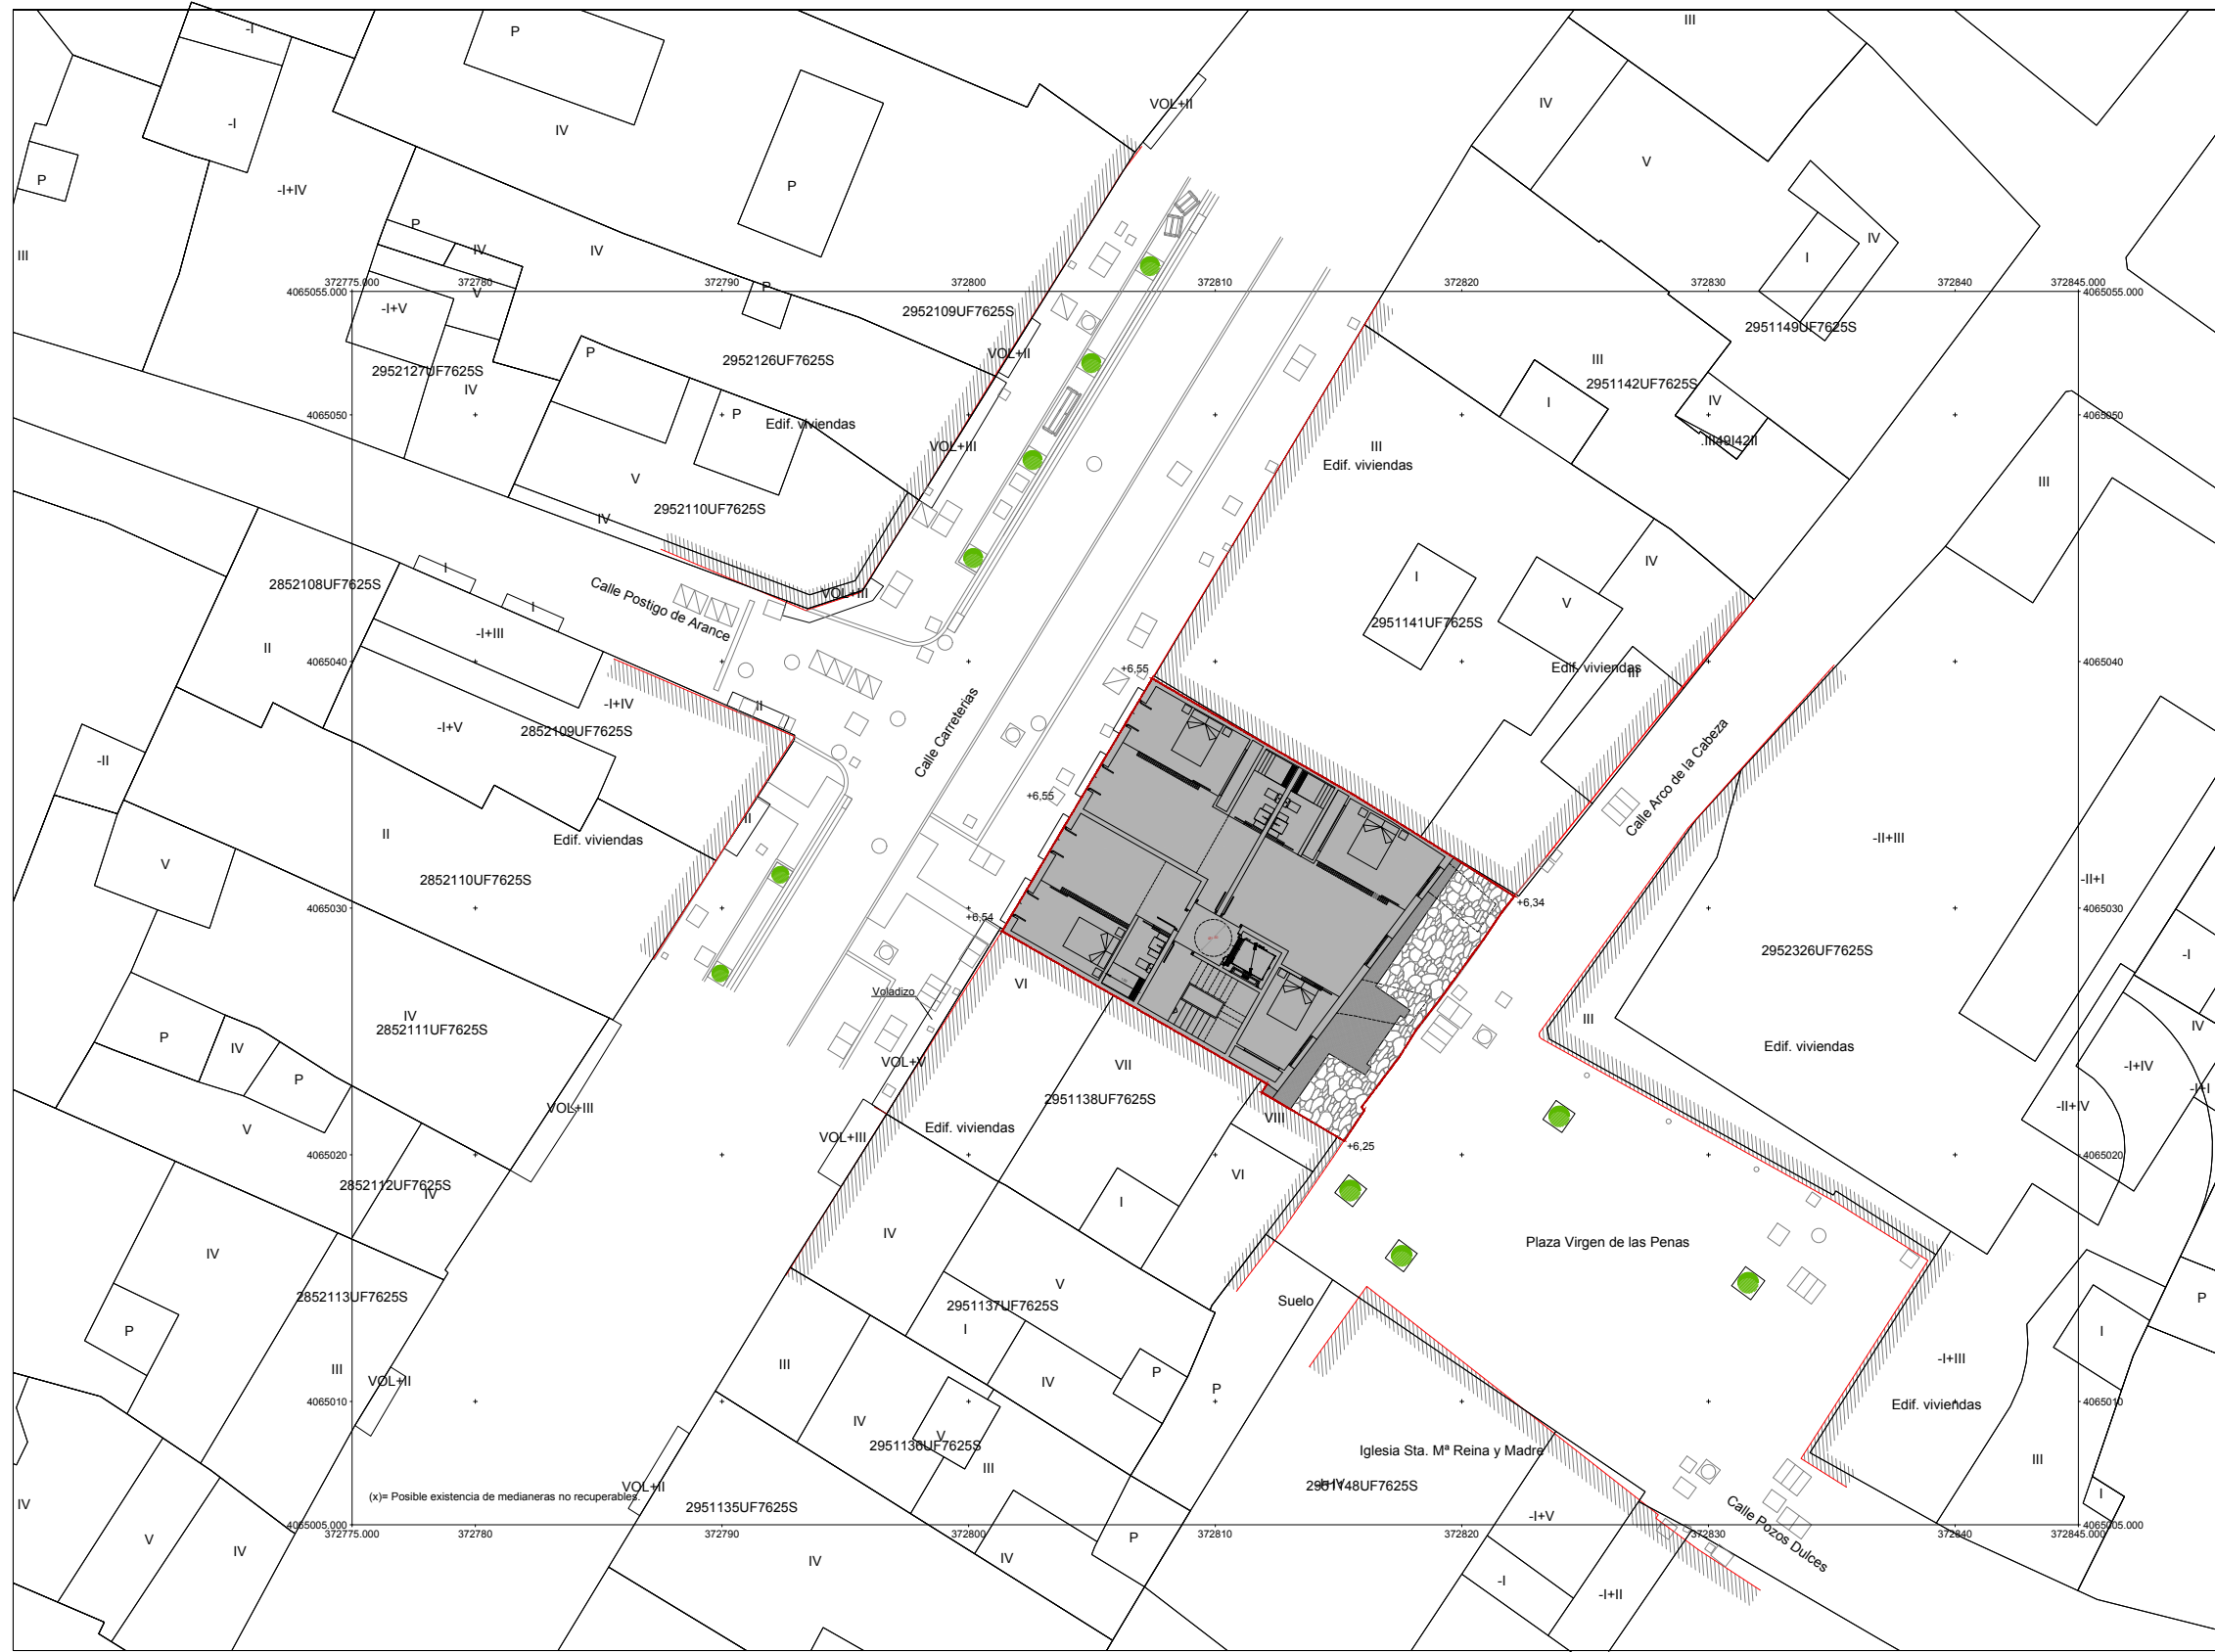 -I
P
III
VOL+II
IV
IV
-I
V
P
P
-I+IV
P
IV
IV
IV
III
I
P
372775.000
372780
372790
372800
372810
372820
372830
372840
372845.000
4065055.000
4065055.000
V
-I+V
2952109UF7625S
2951149UF7625S
P
VOL+II
2952126UF7625S
III
2952127UF7625S
2951142UF7625S
IV
I
IV
4065050
P
Edif. viviendas
4065050
VOL+III
III
Edif. viviendas
V
III
2952110UF7625S
IV
IV
I
I
2852108UF7625S
VOL+III
I
V
Calle Postigo de Arance
2951141UF7625S
-I+III
II
4065040
+6,55
Edif. viviendas
III
4065040
-I+IV
II
-I+V
2852109UF7625S
Calle Carreterias
Calle Arco de la Cabeza
-II
+6,55
II
II
Edif. viviendas
-II+III
V
2852110UF7625S
-II+I
4065030
+6,54
+6,34
4065030
2952326UF7625S
-I
VI
Voladizo
IV
2852111UF7625S
III
IV
P
IV
Edif. viviendas
VOL+V
VII
-I+IV
P
-I+I
2951138UF7625S
VOL+III
-II+IV
V
Edif. viviendas
VIII
VOL+III
+6,25
4065020
4065020
VI
2852112UF7625S
IV
I
IV
IV
Plaza Virgen de las Penas
V
2852113UF7625S
Suelo
P
2951137UF7625S
P
I
I
III
III
-I+III
P
VOL+II
IV
P
4065010
Edif. viviendas
4065010
IV
V
2951136UF7625S
Iglesia Sta. Mª Reina y Madre
III
III
VOL+II
I
(x)= Posible existencia de medianeras no recuperables.
IV
2951135UF7625S
-I+V
Calle Pozos Dulces
4065005.000
4065005.000
372775.000
372780
372790
372800
372810
372820
372830
372840
372845.000
V
P
IV
IV
IV
-I
-I+II